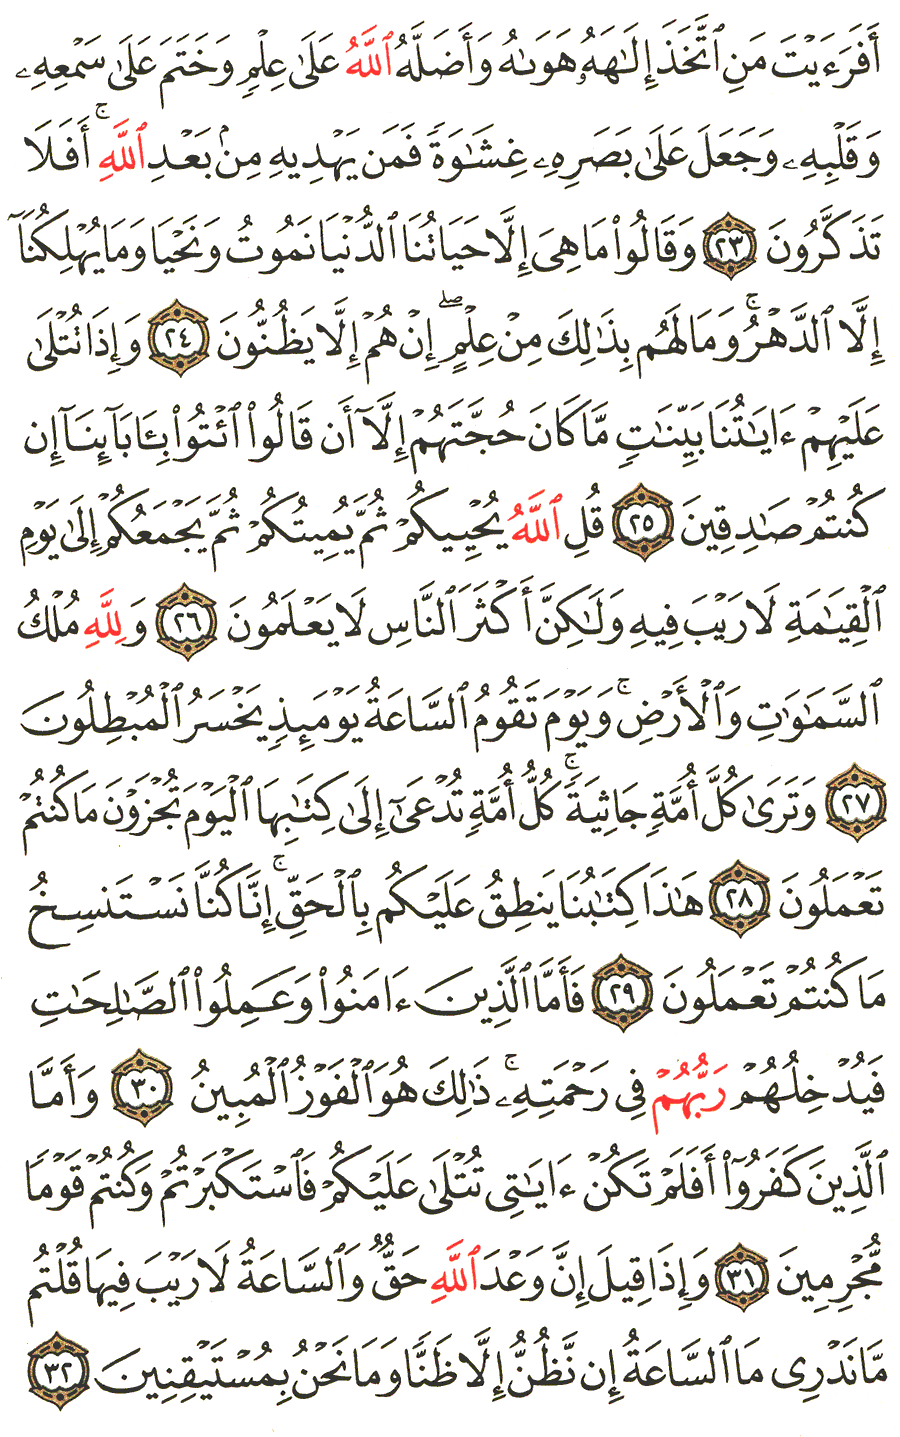 أَفَرَءَيْتَ مَنِ ٱتَّخَذَ إِلَٰهَهُۥ هَوَىٰهُ وَأَضَلَّهُ ٱللَّهُ عَلَىٰ عِلْمٍ وَخَتَمَ عَلَىٰ سَمْعِهِۦ
وَقَلْبِهِۦ وَجَعَلَ عَلَىٰ بَصَرِهِۦ غِشَٰوَةً فَمَن يَهْدِيهِ مِنۢ بَعْدِ ٱللَّهِ ۚ أَفَلَا
تَذَكَّرُونَ ٢٣ وَقَالُوا۟ مَا هِىَ إِلَّا حَيَاتُنَا ٱلدُّنْيَا نَمُوتُ وَنَحْيَا وَمَا يُهْلِكُنَآ
إِلَّا ٱلدَّهْرُ ۚ وَمَا لَهُم بِذَٰلِكَ مِنْ عِلْمٍ ۖ إِنْ هُمْ إِلَّا يَظُنُّونَ ٢٤ وَإِذَا تُتْلَىٰ
عَلَيْهِمْ ءَايَٰتُنَا بَيِّنَٰتٍ مَّا كَانَ حُجَّتَهُمْ إِلَّآ أَن قَالُوا۟ ٱئْتُوا۟ بِـَٔابَآئِنَآ إِن
كُنتُمْ صَٰدِقِينَ ٢٥ قُلِ ٱللَّهُ يُحْيِيكُمْ ثُمَّ يُمِيتُكُمْ ثُمَّ يَجْمَعُكُمْ إِلَىٰ يَوْمِ
ٱلْقِيَٰمَةِ لَا رَيْبَ فِيهِ وَلَٰكِنَّ أَكْثَرَ ٱلنَّاسِ لَا يَعْلَمُونَ ٢٦ وَلِلَّهِ مُلْكُ
ٱلسَّمَٰوَٰتِ وَٱلْأَرْضِ ۚ وَيَوْمَ تَقُومُ ٱلسَّاعَةُ يَوْمَئِذٍ يَخْسَرُ ٱلْمُبْطِلُونَ
٢٧ وَتَرَىٰ كُلَّ أُمَّةٍ جَاثِيَةً ۚ كُلُّ أُمَّةٍ تُدْعَىٰٓ إِلَىٰ كِتَٰبِهَا ٱلْيَوْمَ تُجْزَوْنَ مَا كُنتُمْ
تَعْمَلُونَ ٢٨ هَٰذَا كِتَٰبُنَا يَنطِقُ عَلَيْكُم بِٱلْحَقِّ ۚ إِنَّا كُنَّا نَسْتَنسِخُ
مَا كُنتُمْ تَعْمَلُونَ ٢٩ فَأَمَّا ٱلَّذِينَ ءَامَنُوا۟ وَعَمِلُوا۟ ٱلصَّٰلِحَٰتِ
فَيُدْخِلُهُمْ رَبُّهُمْ فِى رَحْمَتِهِۦ ۚ ذَٰلِكَ هُوَ ٱلْفَوْزُ ٱلْمُبِينُ ٣٠ وَأَمَّا
ٱلَّذِينَ كَفَرُوٓا۟ أَفَلَمْ تَكُنْ ءَايَٰتِى تُتْلَىٰ عَلَيْكُمْ فَٱسْتَكْبَرْتُمْ وَكُنتُمْ قَوْمًا
مُّجْرِمِينَ ٣١ وَإِذَا قِيلَ إِنَّ وَعْدَ ٱللَّهِ حَقٌّ وَٱلسَّاعَةُ لَا رَيْبَ فِيهَا قُلْتُم
مَّا نَدْرِى مَا ٱلسَّاعَةُ إِن نَّظُنُّ إِلَّا ظَنًّا وَمَا نَحْنُ بِمُسْتَيْقِنِينَ ٣٢